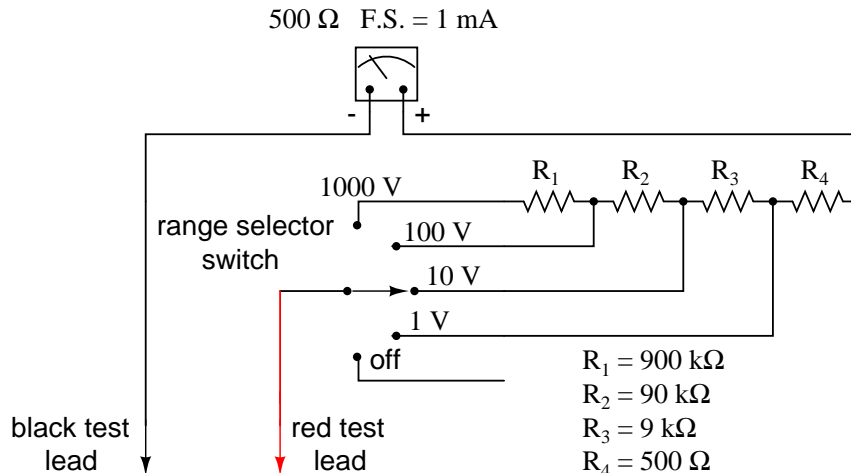 500 Ω F.S. = 1 mA
- +
R₁ R₂ R₃ R₄
1000 V
range selector
switch
100 V
10 V
1 V
off
R₁ = 900 kΩ
R₂ = 90 kΩ
R₃ = 9 kΩ
R₄ = 500 Ω
black test
lead
red test
lead